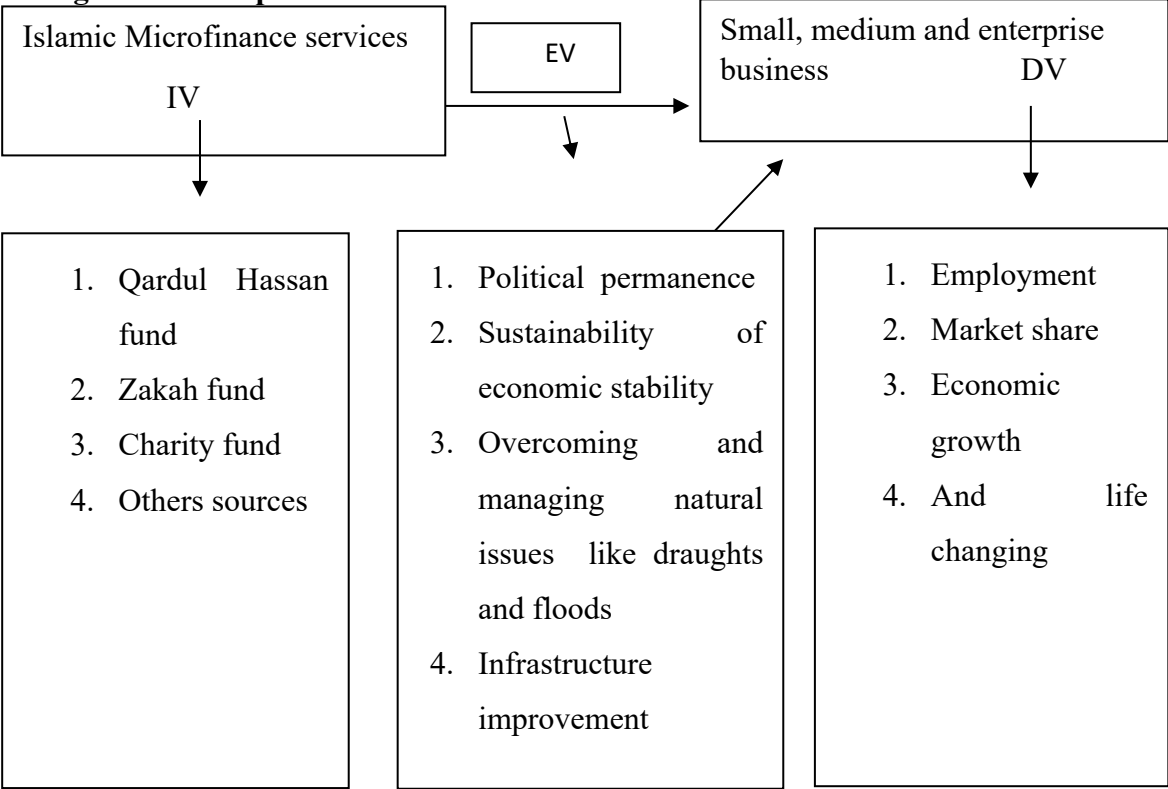 Islamic Microfinance services
IV
EV
Small, medium and enterprise
business DV
1. Qardul Hassan
fund
2. Zakah fund
3. Charity fund
4. Others sources
1. Political permanence
2. Sustainability of
economic stability
3. Overcoming and
managing natural
issues like draughts
and floods
4. Infrastructure
improvement
1. Employment
2. Market share
3. Economic
growth
4. And life
changing